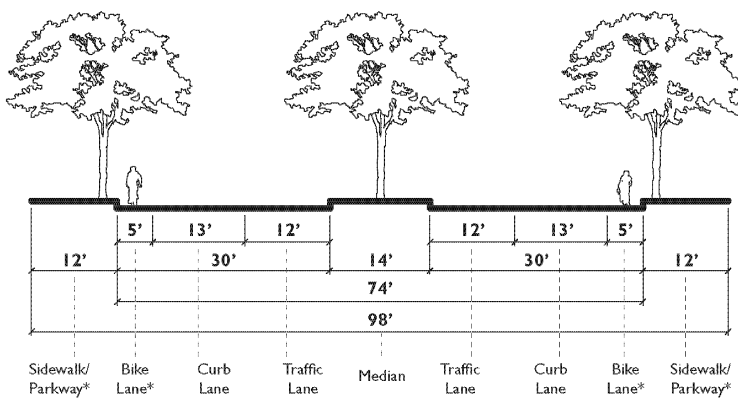 5' 13' 12' 12' 13' 5'
12' 30' 14' 30' 12'
74'
98'
Sidewalk/ Bike Curb Traffic Median Traffic Curb Bike Sidewalk/
Parkway* Lane* Lane Lane Lane Lane Lane* Parkway*